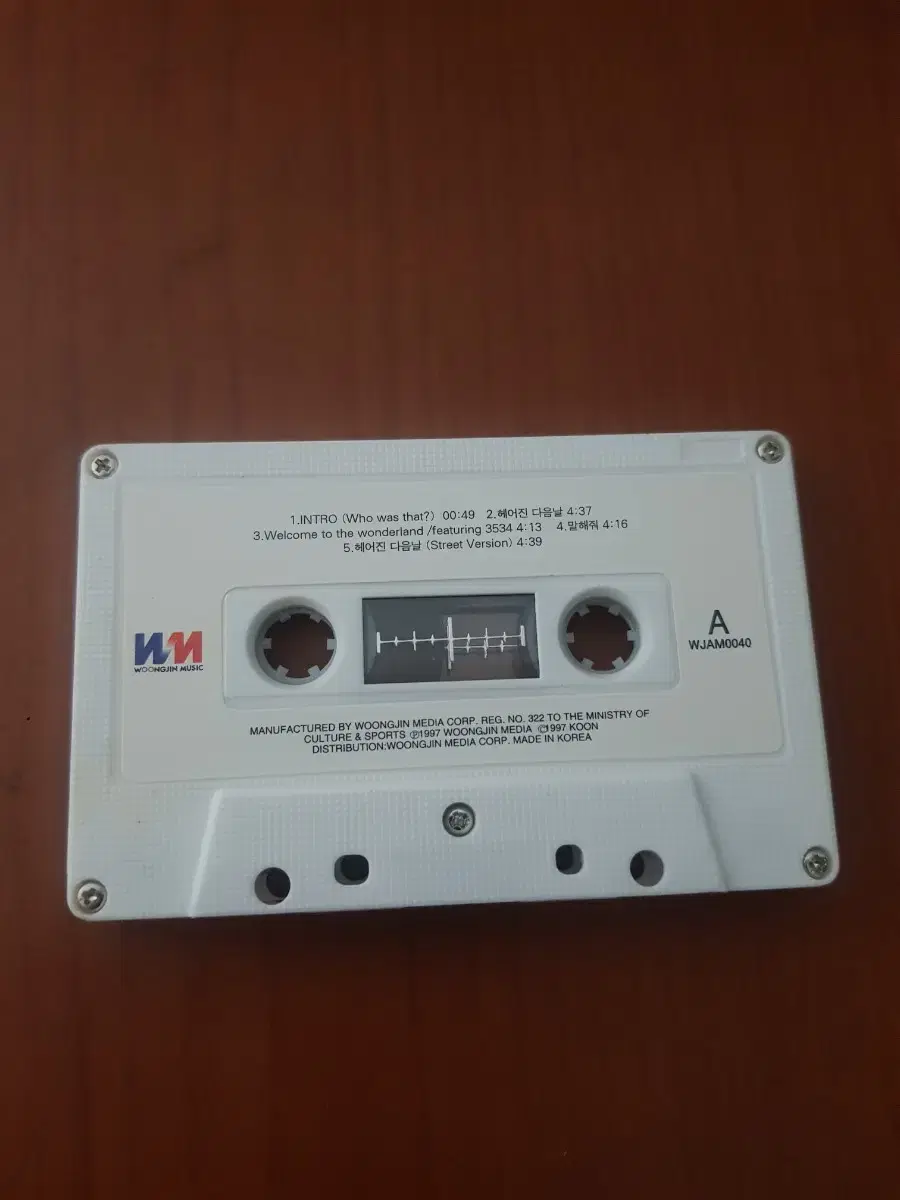 1.INTRO (Who was that?) 00:49 2.헤어진 다음날 4:37
3.Welcome to the wonderland /featuring 3534 4:13 4.말해줘 4:16
5.헤어진 다음날 (Street Version) 4:39
WM
WOONGJIN MUSIC
A
WJAM0040
MANUFACTURED BY WOONGJIN MEDIA CORP. REG. NO. 322 TO THE MINISTRY OF
CULTURE & SPORTS ℗1997 WOONGJIN MEDIA ©1997 KOON
DISTRIBUTION:WOONGJIN MEDIA CORP. MADE IN KOREA